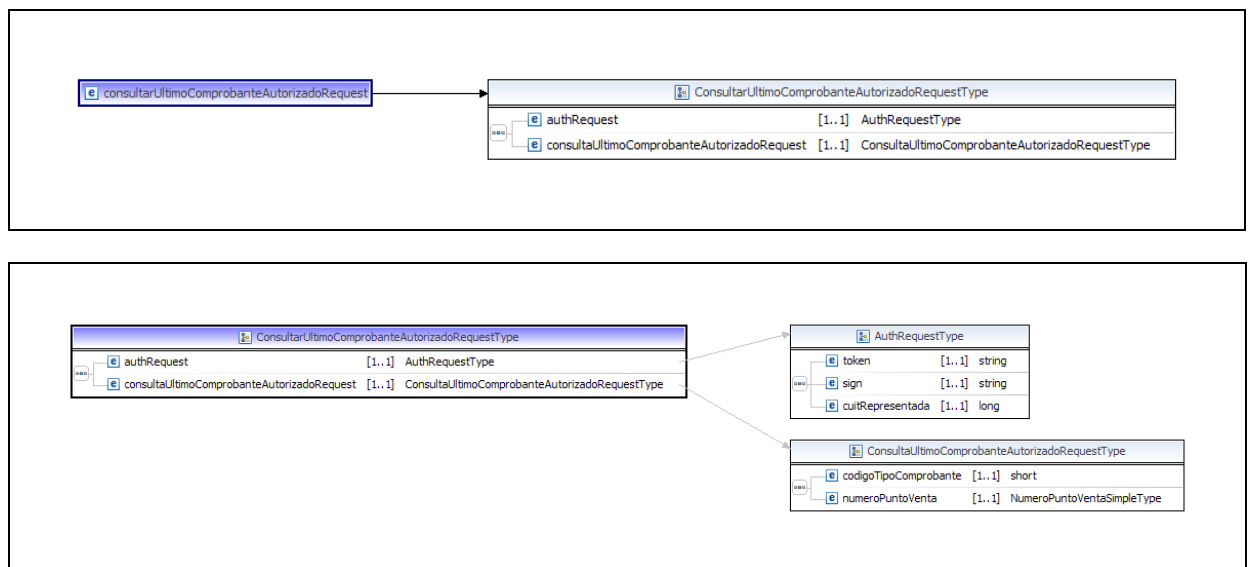 e consultarUltimoComprobanteAutorizadoRequest
ConsultarUltimoComprobanteAutorizadoRequestType
e authRequest [1..1] AuthRequestType
e consultaUltimoComprobanteAutorizadoRequest [1..1] ConsultaUltimoComprobanteAutorizadoRequestType
ConsultarUltimoComprobanteAutorizadoRequestType
e authRequest [1..1] AuthRequestType
e consultaUltimoComprobanteAutorizadoRequest [1..1] ConsultaUltimoComprobanteAutorizadoRequestType
AuthRequestType
e token [1..1] string
e sign [1..1] string
e cuitRepresentada [1..1] long
ConsultaUltimoComprobanteAutorizadoRequestType
e codigoTipoComprobante [1..1] short
e numeroPuntoVenta [1..1] NumeroPuntoVentaSimpleType